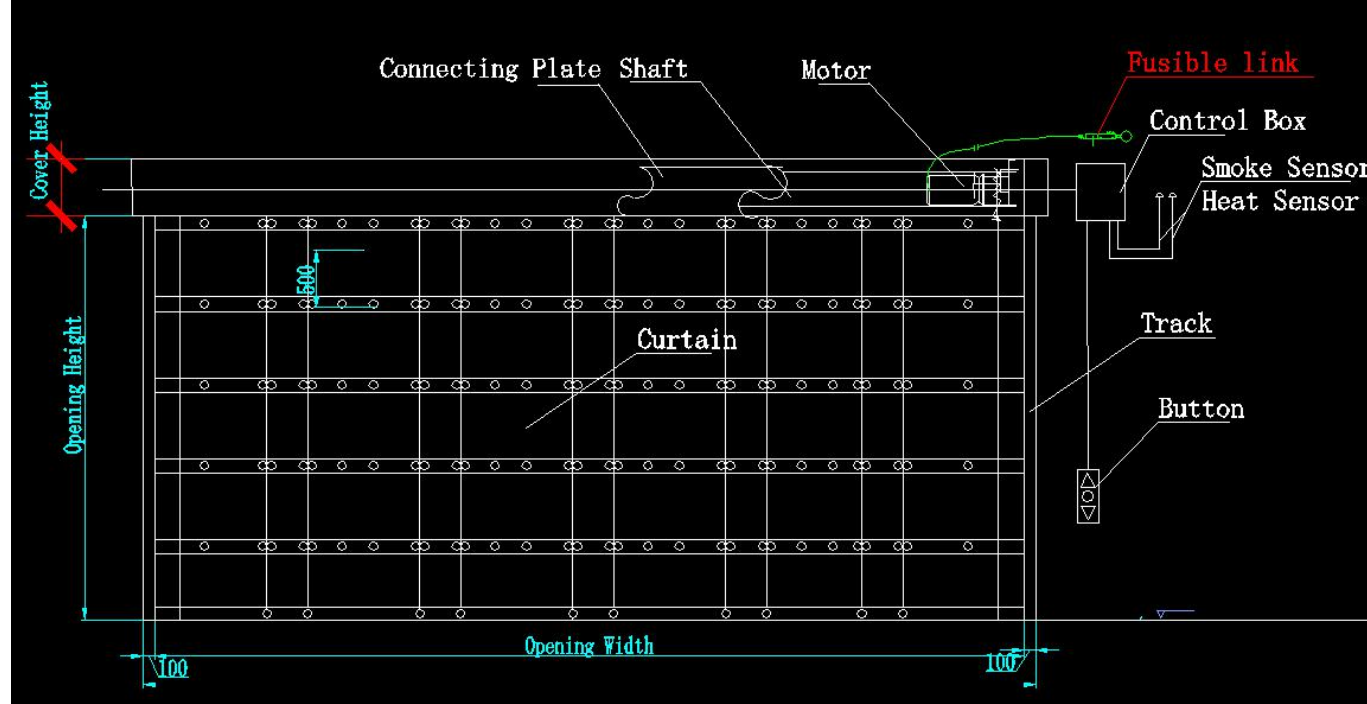 Fusible link
Connecting Plate
Shaft
Motor
Control Box
Cover Height
Smoke Sensor
Heat Sensor
500
Curtain
Track
Opening Height
Button
Opening Width
100
100